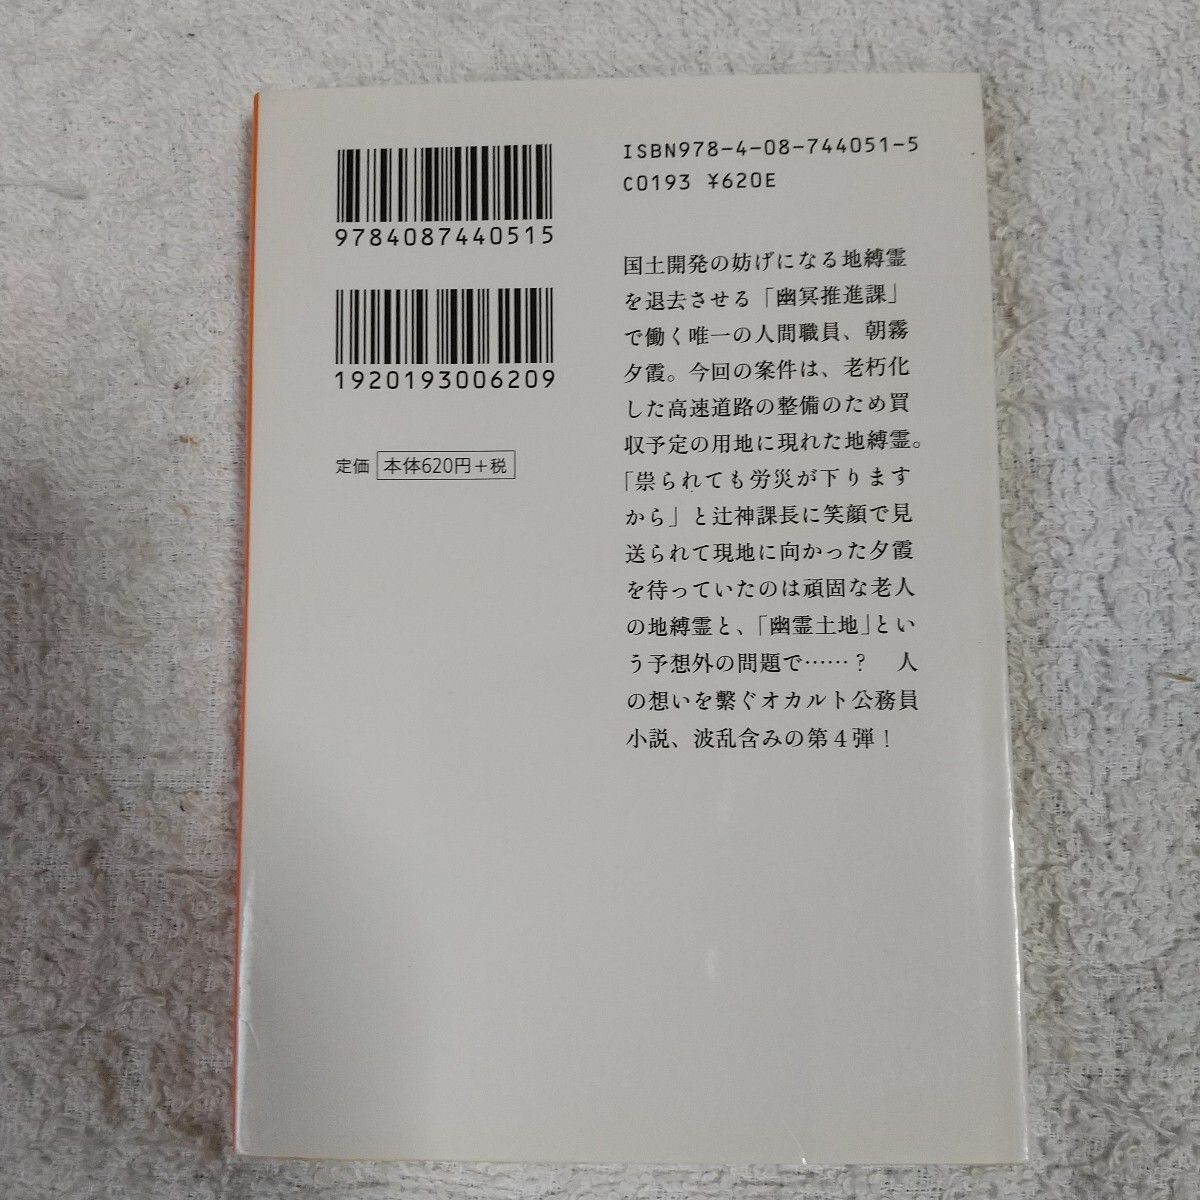 ISBN978-4-08-744051-5
C0193 ¥620E
9784087440515
1920193006209
定価 本体620円+税
国土開発の妨げになる地縛霊
を退去させる「幽冥推進課」
で働く唯一の人間職員、朝霧
夕霞。今回の案件は、老朽化
した高速道路の整備のため買
収予定の用地に現れた地縛霊。
「祟られても労災が下ります
から」と辻神課長に笑顔で見
送られて現地に向かった夕霞
を待っていたのは頑固な老人
の地縛霊と、「幽霊土地」とい
う予想外の問題で……？　人
の想いを繫ぐオカルト公務員
小説、波乱含みの第4弾！